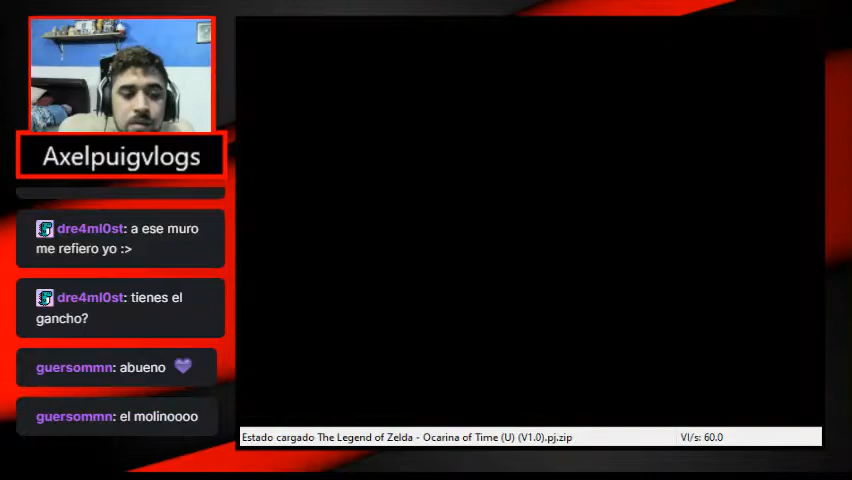 Axelpuigvlogs
dre4ml0st: a ese muro
me refiero yo :>
dre4ml0st: tienes el
gancho?
guersommn: abueno 💜
guersommn: el molinoooo
Estado cargado The Legend of Zelda - Ocarina of Time (U) (V1.0).pj.zip
VI/s: 60.0